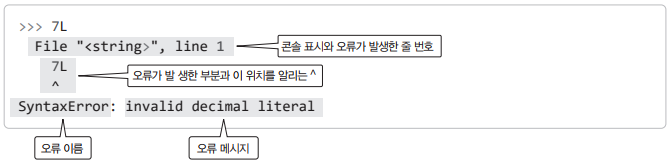 >>> 7L
File "<string>", line 1
콘솔 표시와 오류가 발생한 줄 번호
7L
^
오류가 발 생한 부분과 이 위치를 알리는 ^
SyntaxError: invalid decimal literal
오류 이름
오류 메시지